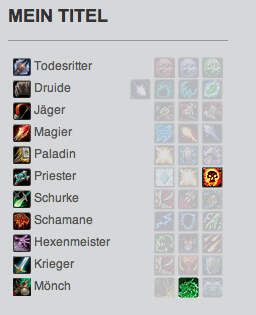 MEIN TITEL
Todesritter
Druide
Jäger
Magier
Paladin
Priester
Schurke
Schamane
Hexenmeister
Krieger
Mönch